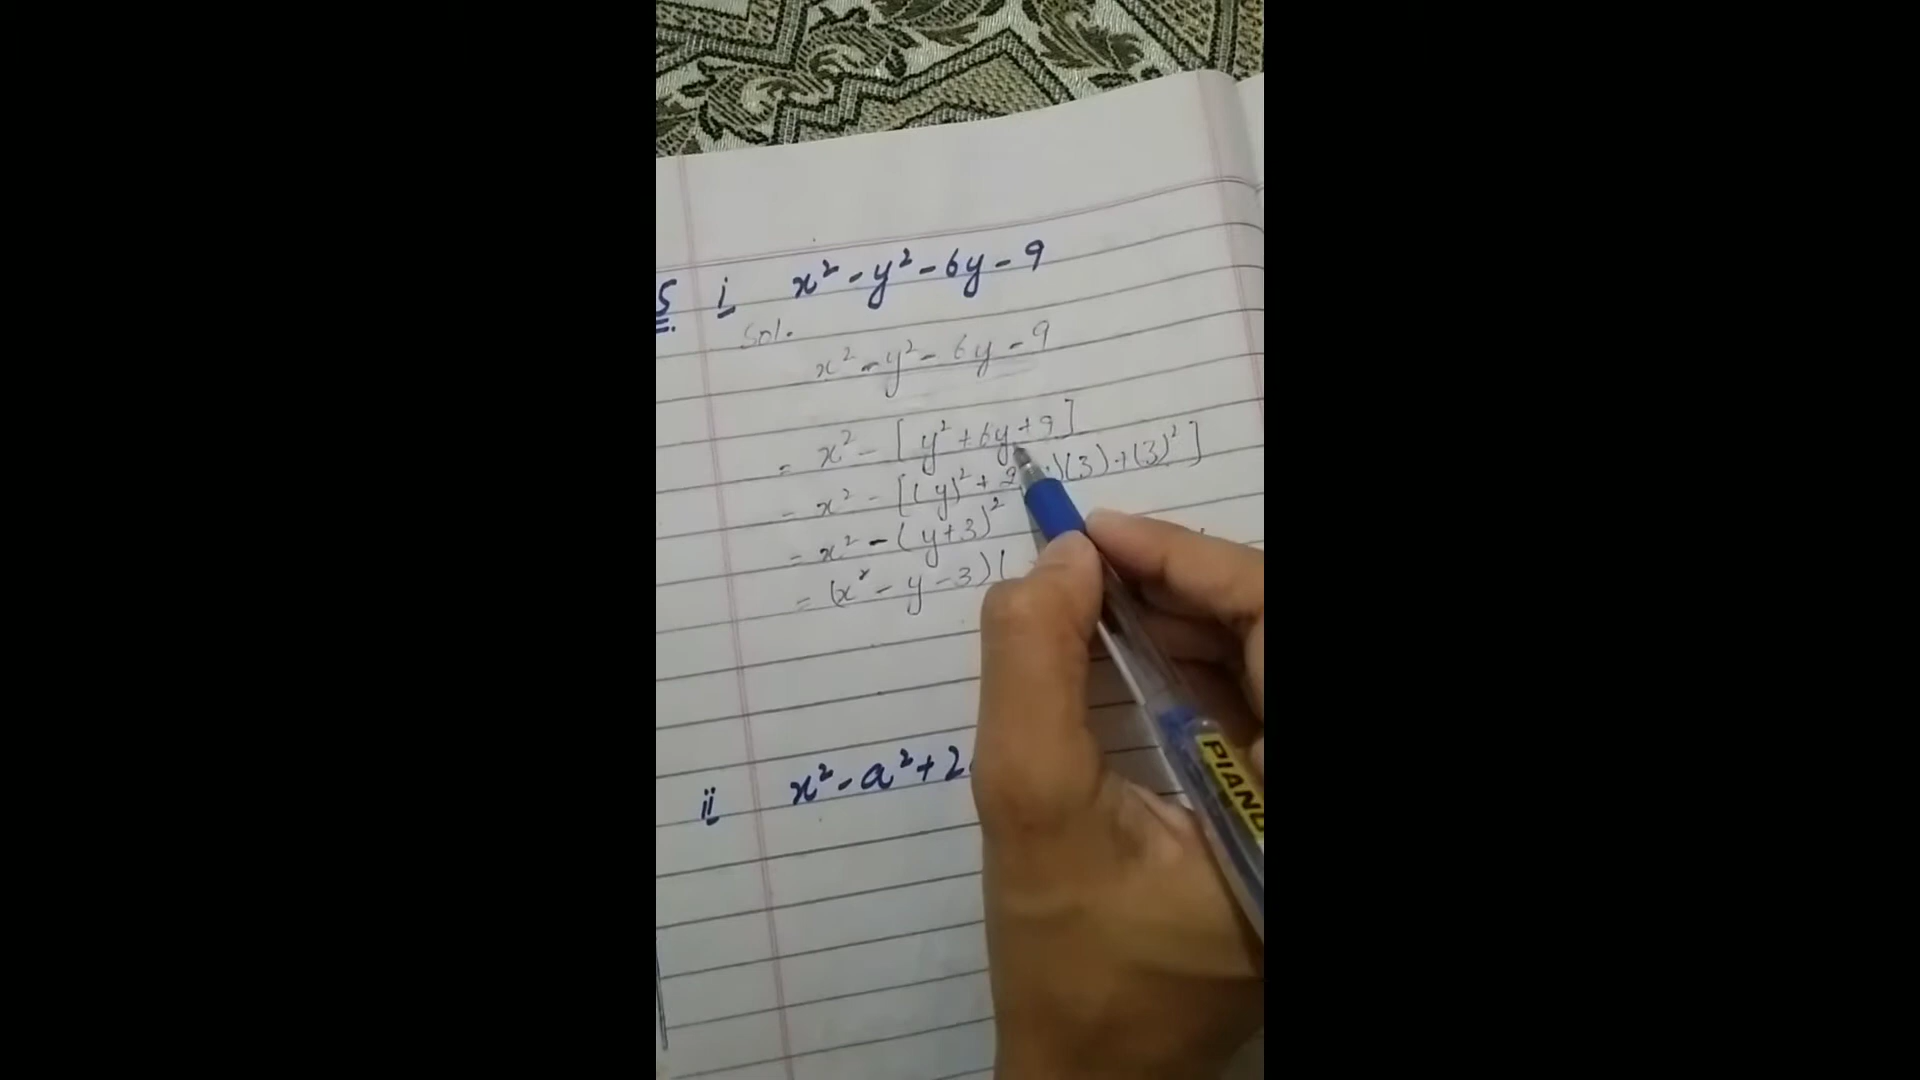 5. i x² - y² - 6y - 9
Sol.
x² - y² - 6y - 9
= x² - [y² + 6y + 9]
= x² - [(y)² + 2 )(3) + (3)²]
= x² - (y+3)²
= (x - y - 3)(
ii x² - a² + 2
PIANO